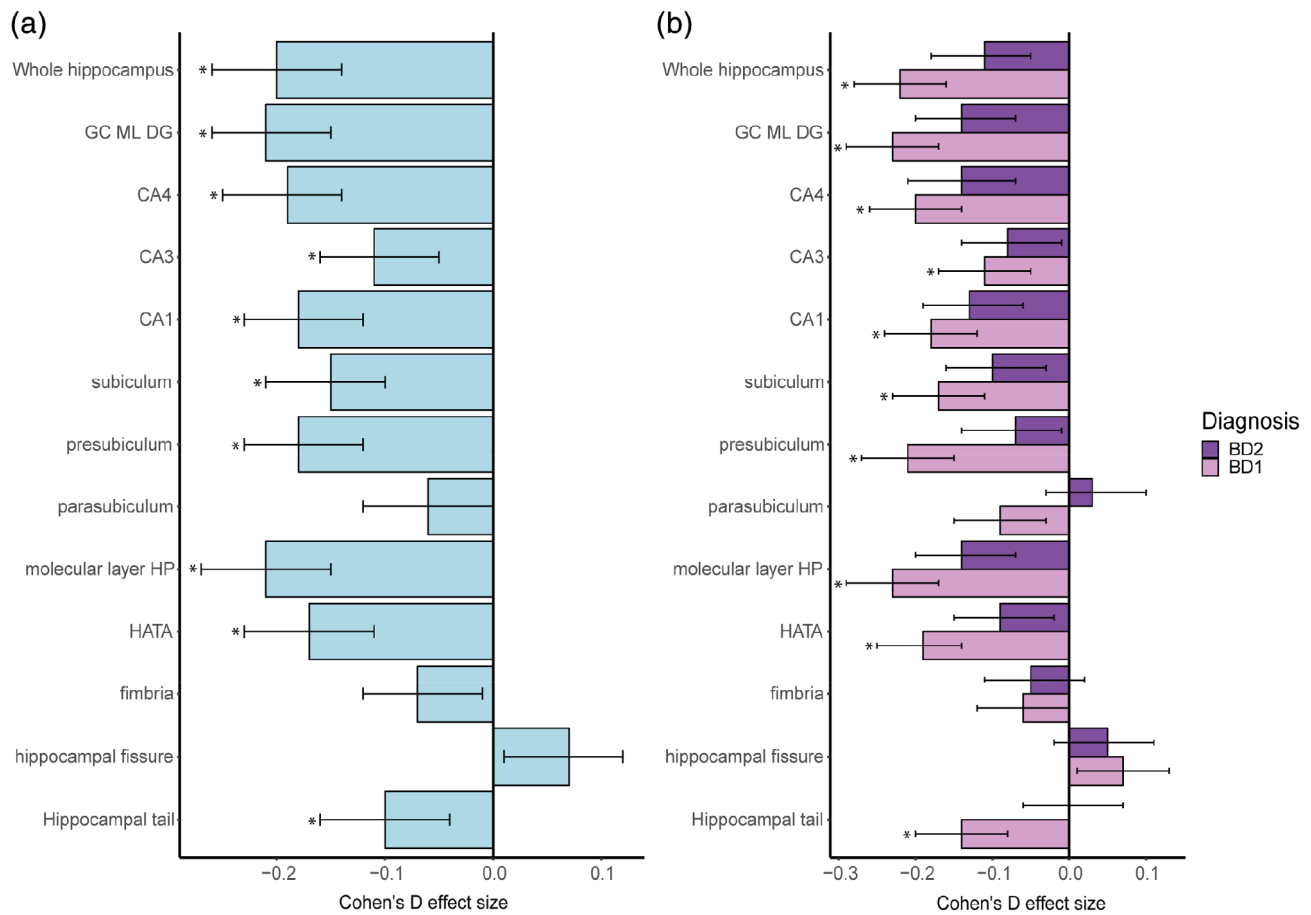 (a)
Whole hippocampus
*
GC ML DG
*
CA4
*
CA3
*
CA1
*
subiculum
*
presubiculum
*
parasubiculum
molecular layer HP
*
HATA
*
fimbria
hippocampal fissure
Hippocampal tail
*
−0.2 −0.1 0.0 0.1
Cohen's D effect size
(b)
Whole hippocampus
*
GC ML DG
*
CA4
*
CA3
*
CA1
*
subiculum
*
presubiculum
*
parasubiculum
molecular layer HP
*
HATA
*
fimbria
hippocampal fissure
Hippocampal tail
*
−0.3 −0.2 −0.1 0.0 0.1
Cohen's D effect size
Diagnosis
BD2
BD1